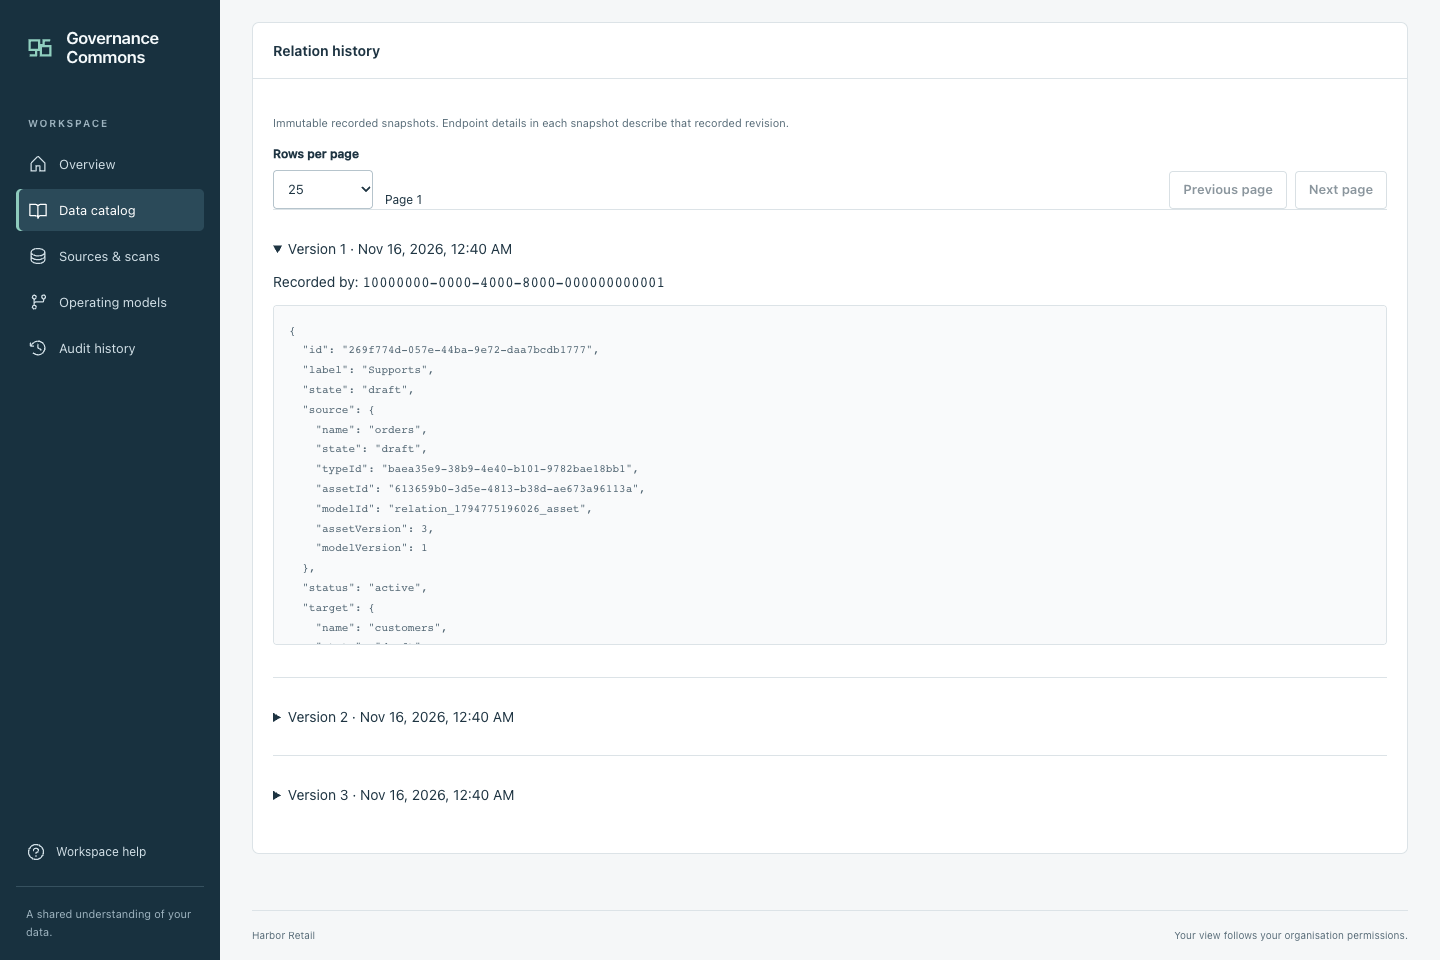 Governance
Commons
WORKSPACE
Overview
Data catalog
Sources & scans
Operating models
Audit history
Workspace help
A shared understanding of your
data.
Relation history
Immutable recorded snapshots. Endpoint details in each snapshot describe that recorded revision.
Rows per page
25
Page 1
Previous page
Next page
Version 1 · Nov 16, 2026, 12:40 AM
Recorded by: 10000000-0000-4000-8000-000000000001
{
"id": "269f774d-057e-44ba-9e72-daa7bcdb1777",
"label": "Supports",
"state": "draft",
"source": {
"name": "orders",
"state": "draft",
"typeId": "baea35e9-38b9-4e40-b101-9782bae18bb1",
"assetId": "613659b0-3d5e-4813-b38d-ae673a96113a",
"modelId": "relation_1794775196026_asset",
"assetVersion": 3,
"modelVersion": 1
},
"status": "active",
"target": {
"name": "customers",
Version 2 · Nov 16, 2026, 12:40 AM
Version 3 · Nov 16, 2026, 12:40 AM
Harbor Retail
Your view follows your organisation permissions.